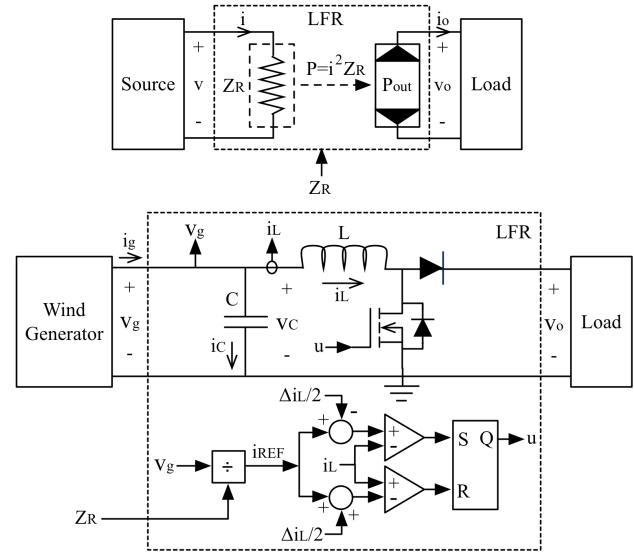 i
LFR
io
Source
+
v
-
ZR
P=i²ZR
Pout
+
vo
-
Load
ZR
LFR
ig
vg
iL
L
Wind
Generator
+
vg
-
C
iC
+
vC
-
iL
u
+
vo
-
Load
ΔiL/2
-
+
+
-
vg
÷
iREF
iL
S Q
u
R
ZR
+
+
+
-
ΔiL/2